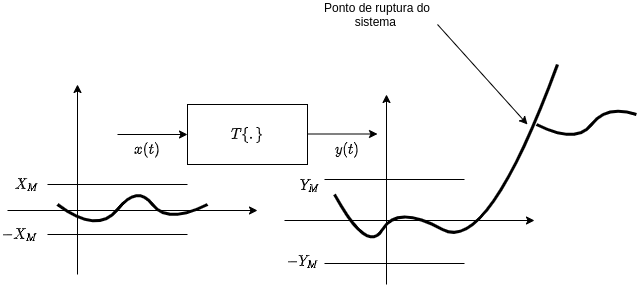 Ponto de ruptura do
sistema
T{.}
x(t)
y(t)
X_M
−X_M
Y_M
−Y_M